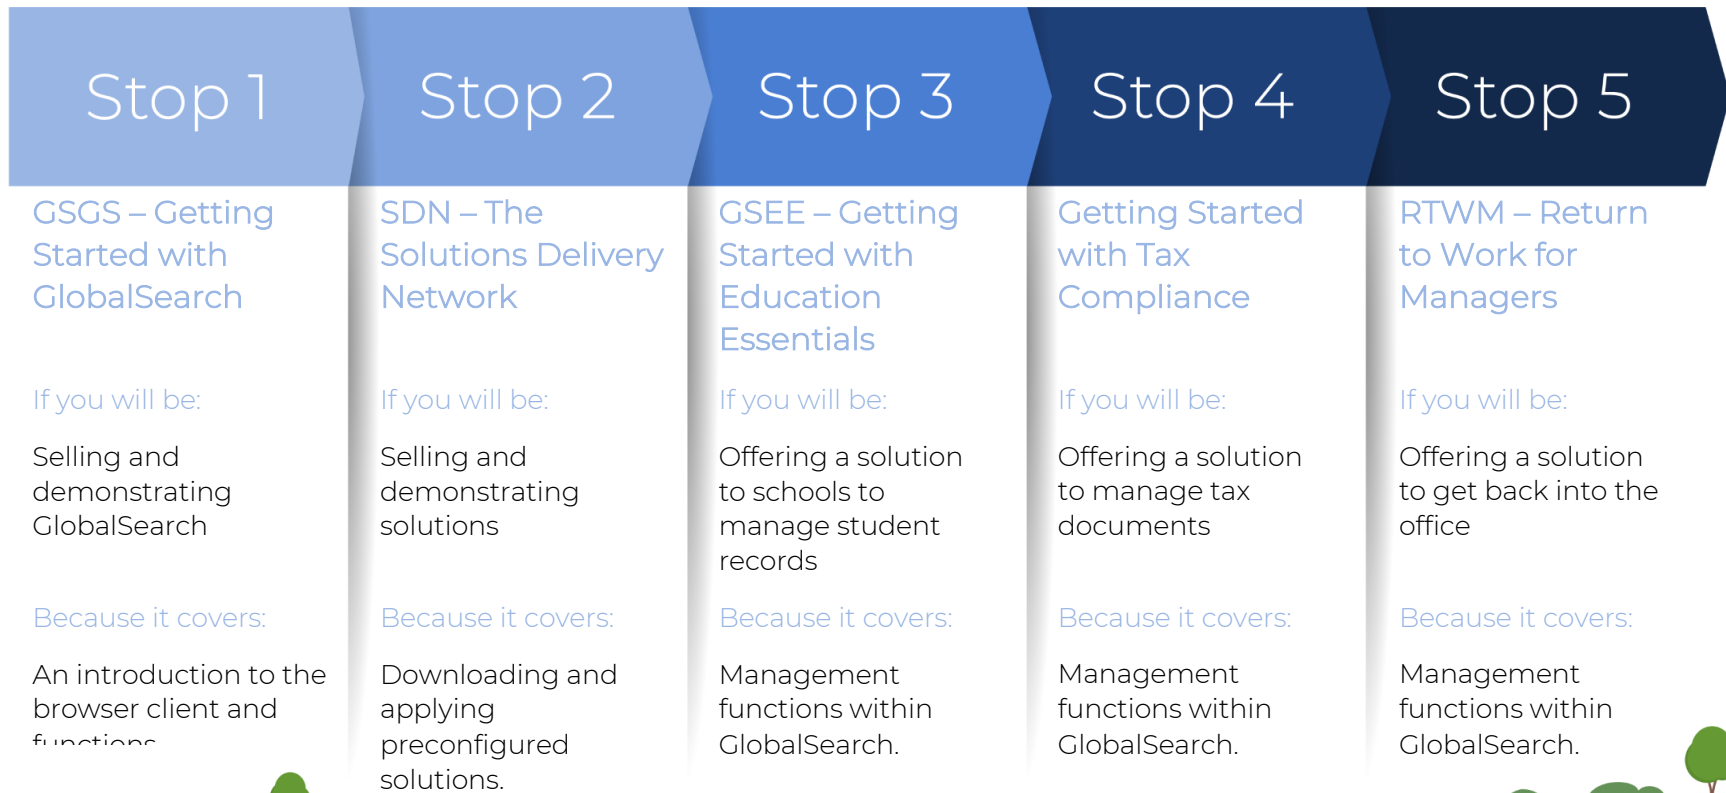 Stop 1
Stop 2
Stop 3
Stop 4
Stop 5
GSGS – Getting
Started with
GlobalSearch
If you will be:
Selling and
demonstrating
GlobalSearch
Because it covers:
An introduction to the
browser client and
functions
SDN – The
Solutions Delivery
Network
If you will be:
Selling and
demonstrating
solutions
Because it covers:
Downloading and
applying
preconfigured
solutions.
GSEE – Getting
Started with
Education
Essentials
If you will be:
Offering a solution
to schools to
manage student
records
Because it covers:
Management
functions within
GlobalSearch.
Getting Started
with Tax
Compliance
If you will be:
Offering a solution
to manage tax
documents
Because it covers:
Management
functions within
GlobalSearch.
RTWM – Return
to Work for
Managers
If you will be:
Offering a solution
to get back into the
office
Because it covers:
Management
functions within
GlobalSearch.